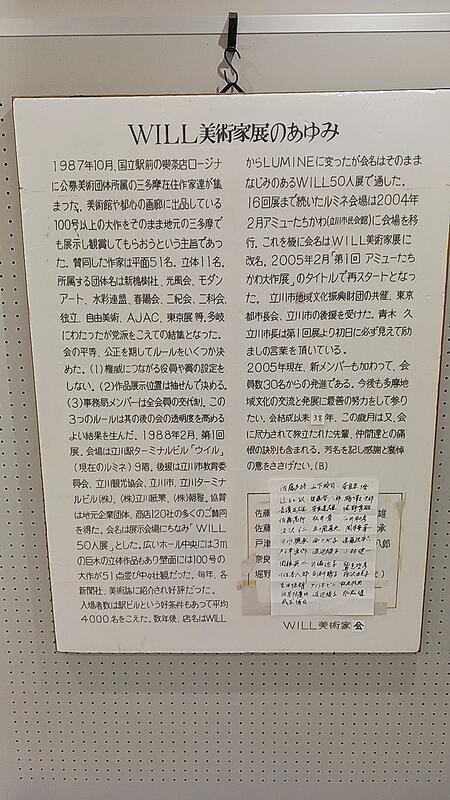 WILL美術家展のあゆみ
1987年10月、国立駅前の喫茶店ロージナ
に公募美術団体所属の三多摩在住作家達が集
まった。美術館や都心の画廊に出品している
100号以上の大作をそのまま地元の三多摩で
も展示し観賞してもらおうという主旨であっ
た。賛同した作家は平面51名。立体11名。
所属する団体名は新槐樹社、光風会、モダン
アート、水彩連盟、春陽会、二紀会、二科会、
独立、自由美術、AJAC、東京展等、多岐
にわたったが党派をこえての結集となった。
会の平等、公正を期してルールをいくつか決
めた。(1)権威につながる役員や賞の設定を
しない。(2)作品展示位置は抽せんで決める。
(3)事務局メンバーは全会員の交代制。この
3つのルールは其の後の会の透明度を高める
よい結果を生んだ。1988年2月、第1回
展、会場は立川駅ターミナルビル「ウイル」
(現在のルミネ)9階。後援は立川市教育委
員会、立川観光協会、立川市、立川ターミナ
ルビル(株)、(株)立川紙業、(株)朝雅、協賛
は地元企業団体、商店120社の多くのご賛同
を得た。会名は展示会場にちなみ"WILL
50人展"とした。広いホール中央には3m
の巨木の立体作品もあり壁面には100号の
大作が51点並び中々壮観だった。毎年、各
新聞社、美術誌に紹介され好評だった。
入場者数は駅ビルという好条件もあって平均
4000名をこえた。数年後、店名はWILL
からLUMINEに変ったが会名はそのまま
なじみのあるWILL50人展で通した。
16回展まで続いたルミネ会場は2004年
2月アミューたちかわ(立川市民会館)に会場を移
行。これを機に会名はWILL美術家展に
改名。2005年2月「第1回 アミューたち
かわ大作展」のタイトルで再スタートとなっ
た。立川市地域文化振興財団の共催、東京
都市長会、立川市の後援を受けた。青木 久
立川市長は第1回展より初日に必ず見えて励
ましの言葉を頂いている。
2005年現在、新メンバーも加わって、会
員数30名からの発進である。今後も多摩地
域文化の交流と発展に最善の努力をして参り
たい。会結成以来38年、この歳月は又、会
に尽力されて旅立たれた先輩、仲間達との痛
恨の訣別も含まれる。芳名を記し感謝と哀悼
の意をささげたい。(B)
佐藤
佐藤
戸津
奈良
堀野
雄
承
八郎
WILL美術家会